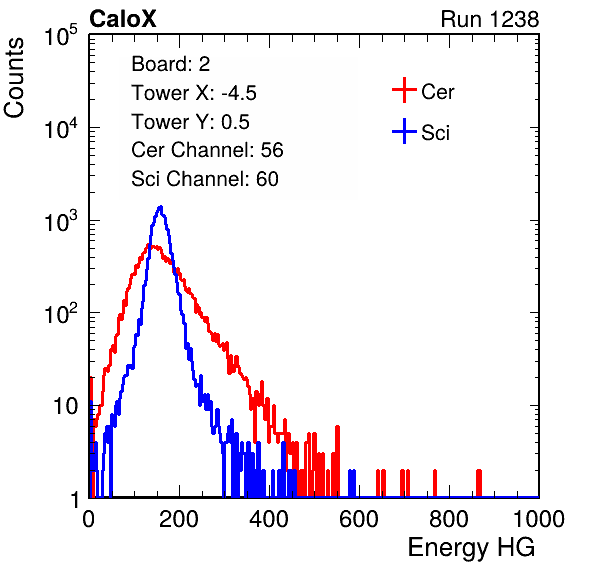 CaloX Run 1238
Counts
10^5
10^4
10^3
10^2
10
1
Board: 2
Tower X: -4.5
Tower Y: 0.5
Cer Channel: 56
Sci Channel: 60
Cer
Sci
0 200 400 600 800 1000
Energy HG